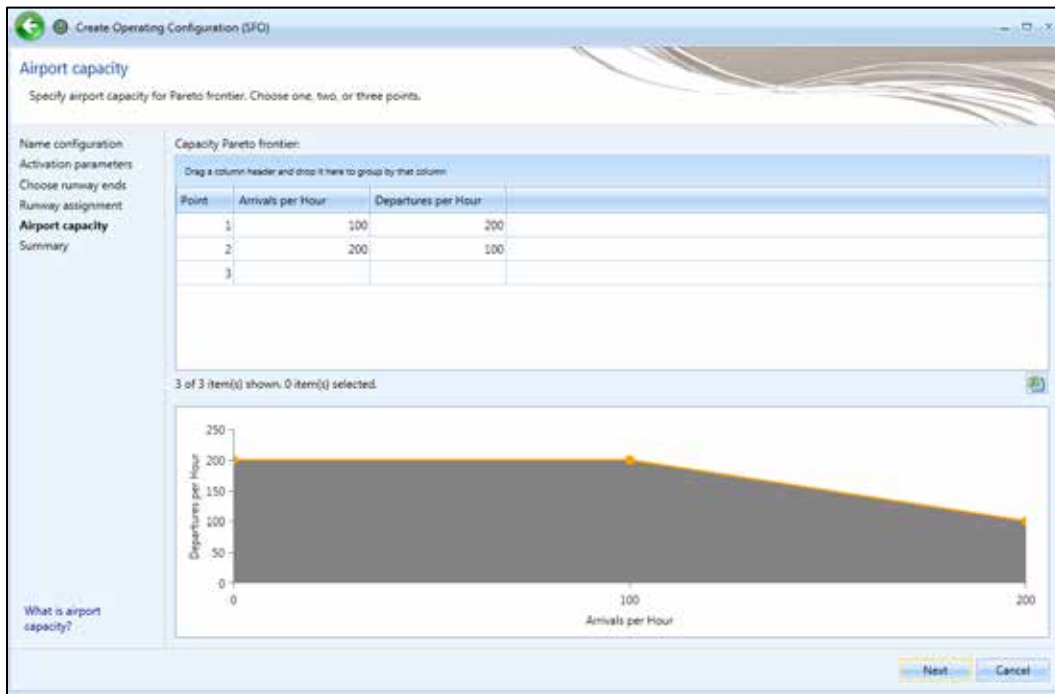 Create Operating Configuration (SFO)
Airport capacity
Specify airport capacity for Pareto frontier. Choose one, two, or three points.
Name configuration
Activation parameters
Choose runway ends
Runway assignment
Airport capacity
Summary
What is airport
capacity?
Capacity Pareto frontier:
Drag a column header and drop it here to group by that column
Point Arrivals per Hour Departures per Hour
1 100 200
2 200 100
3
3 of 3 item(s) shown. 0 item(s) selected.
Departures per Hour
250
200
150
100
50
0
0 100 200
Arrivals per Hour
Next Cancel